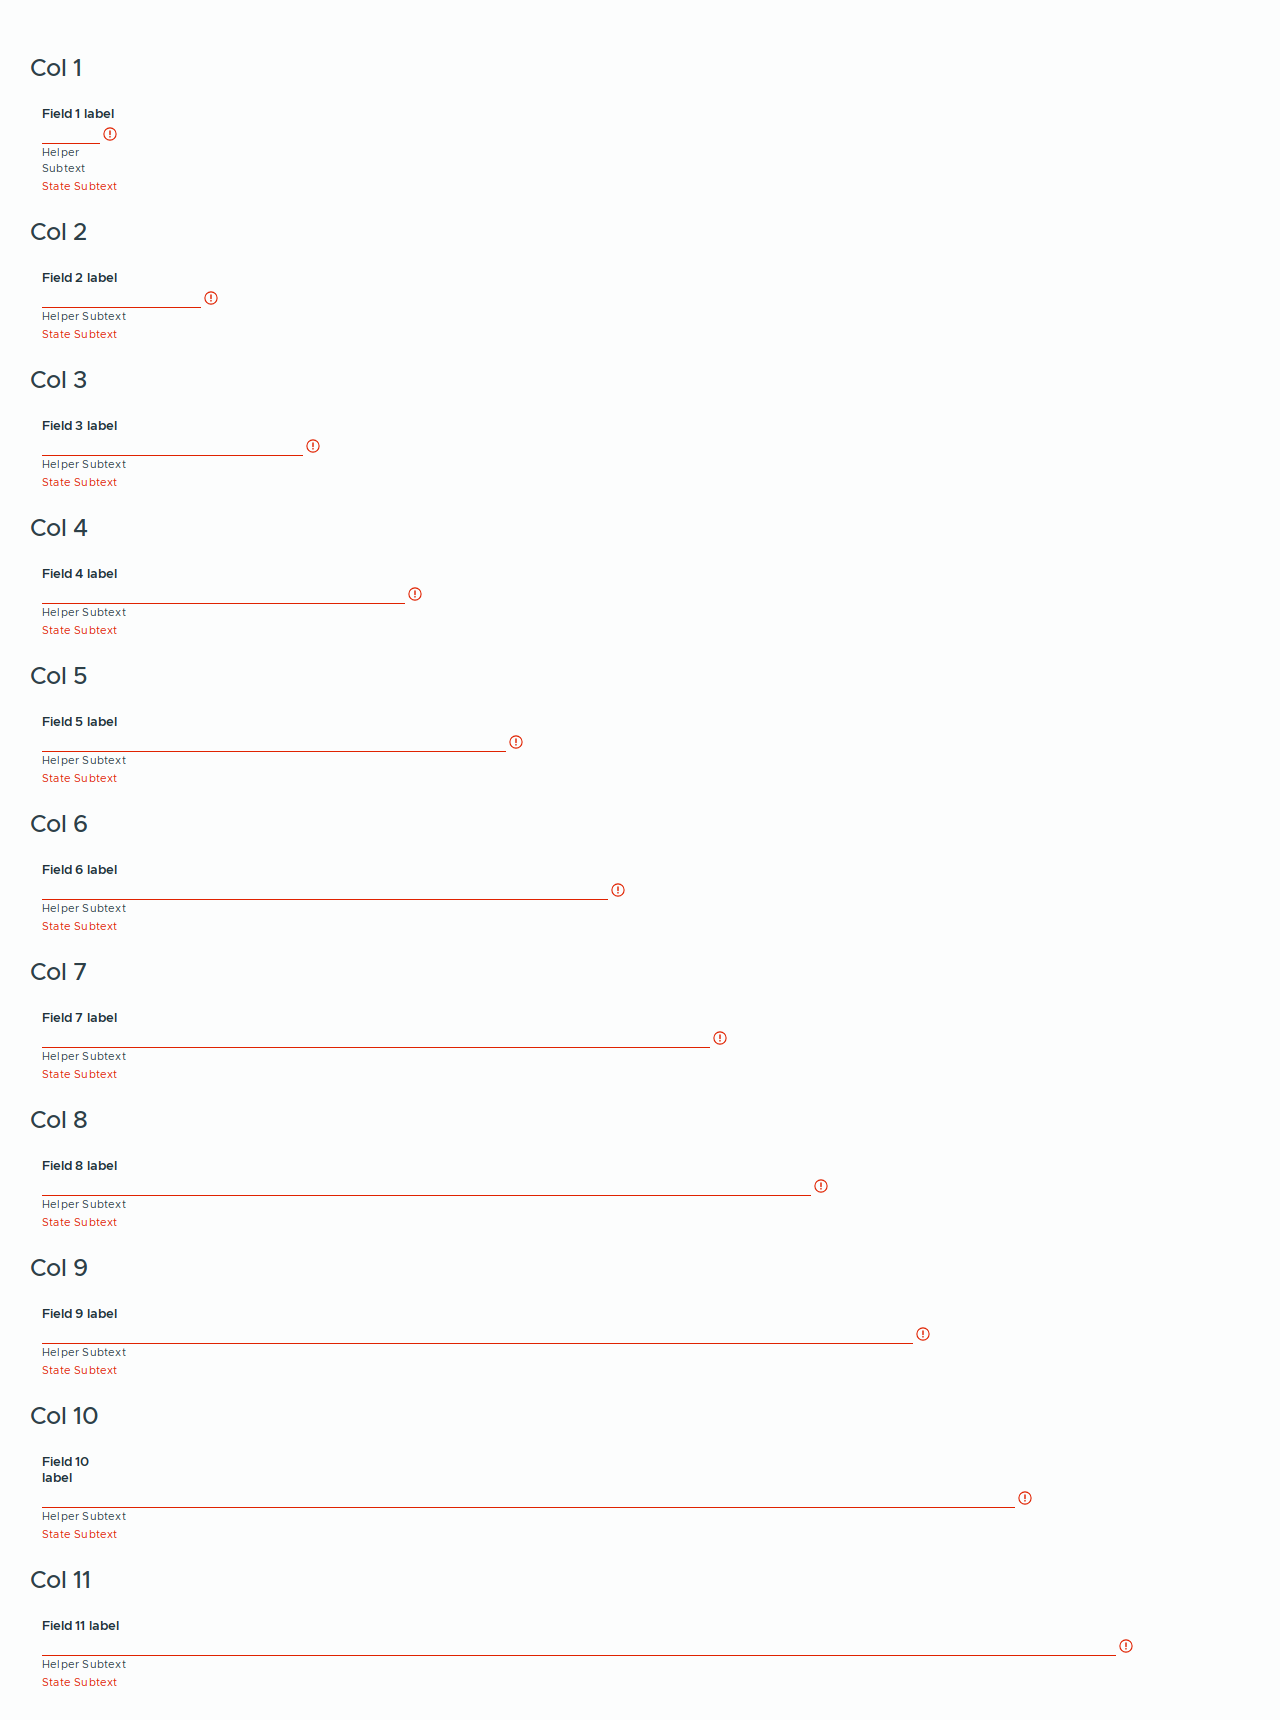 Col 1
Field 1 label
Helper
Subtext
State Subtext
Col 2
Field 2 label
Helper Subtext
State Subtext
Col 3
Field 3 label
Helper Subtext
State Subtext
Col 4
Field 4 label
Helper Subtext
State Subtext
Col 5
Field 5 label
Helper Subtext
State Subtext
Col 6
Field 6 label
Helper Subtext
State Subtext
Col 7
Field 7 label
Helper Subtext
State Subtext
Col 8
Field 8 label
Helper Subtext
State Subtext
Col 9
Field 9 label
Helper Subtext
State Subtext
Col 10
Field 10
label
Helper Subtext
State Subtext
Col 11
Field 11 label
Helper Subtext
State Subtext